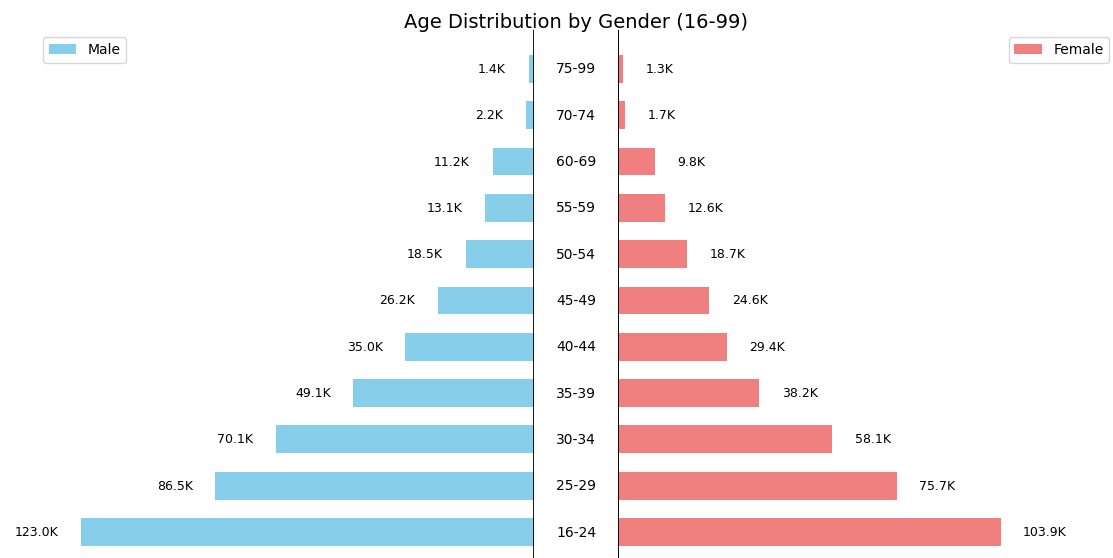 Age Distribution by Gender (16-99)
Male
Female
1.4K 75-99 1.3K
2.2K 70-74 1.7K
11.2K 60-69 9.8K
13.1K 55-59 12.6K
18.5K 50-54 18.7K
26.2K 45-49 24.6K
35.0K 40-44 29.4K
49.1K 35-39 38.2K
70.1K 30-34 58.1K
86.5K 25-29 75.7K
123.0K 16-24 103.9K